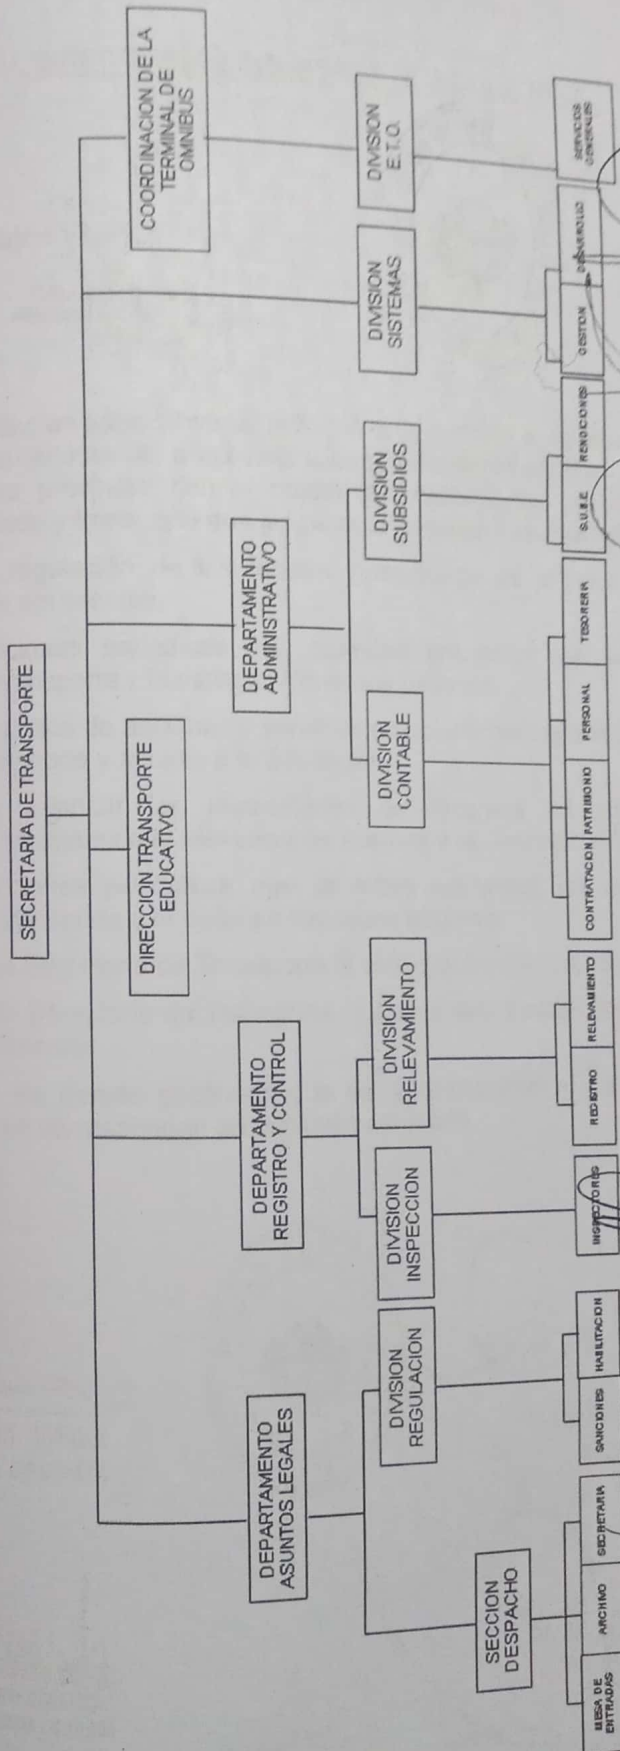 SECRETARIA DE TRANSPORTE
DIRECCION TRANSPORTE
EDUCATIVO
COORDINACION DE LA
TERMINAL DE
OMNIBUS
DEPARTAMENTO
ASUNTOS LEGALES
DEPARTAMENTO
REGISTRO Y CONTROL
DEPARTAMENTO
ADMINISTRATIVO
DIVISION
REGULACION
DIVISION
INSPECCION
DIVISION
RELEVAMIENTO
DIVISION
CONTABLE
DIVISION
SUBSIDIOS
DIVISION
SISTEMAS
DIVISION
E.T.O.
SECCION
DESPACHO
MESA DE
ENTRADAS
ARCHIVO
SECRETARIA
SANCIONES
HABILITACION
INSPECTORES
REGISTRO
RELEVAMIENTO
CONTRATACION
PATRIMONIO
PERSONAL
TESORERIA
S.U.B.E.
RENDICIONES
GESTION
DESARROLLO
SERVICIOS
GENERALES